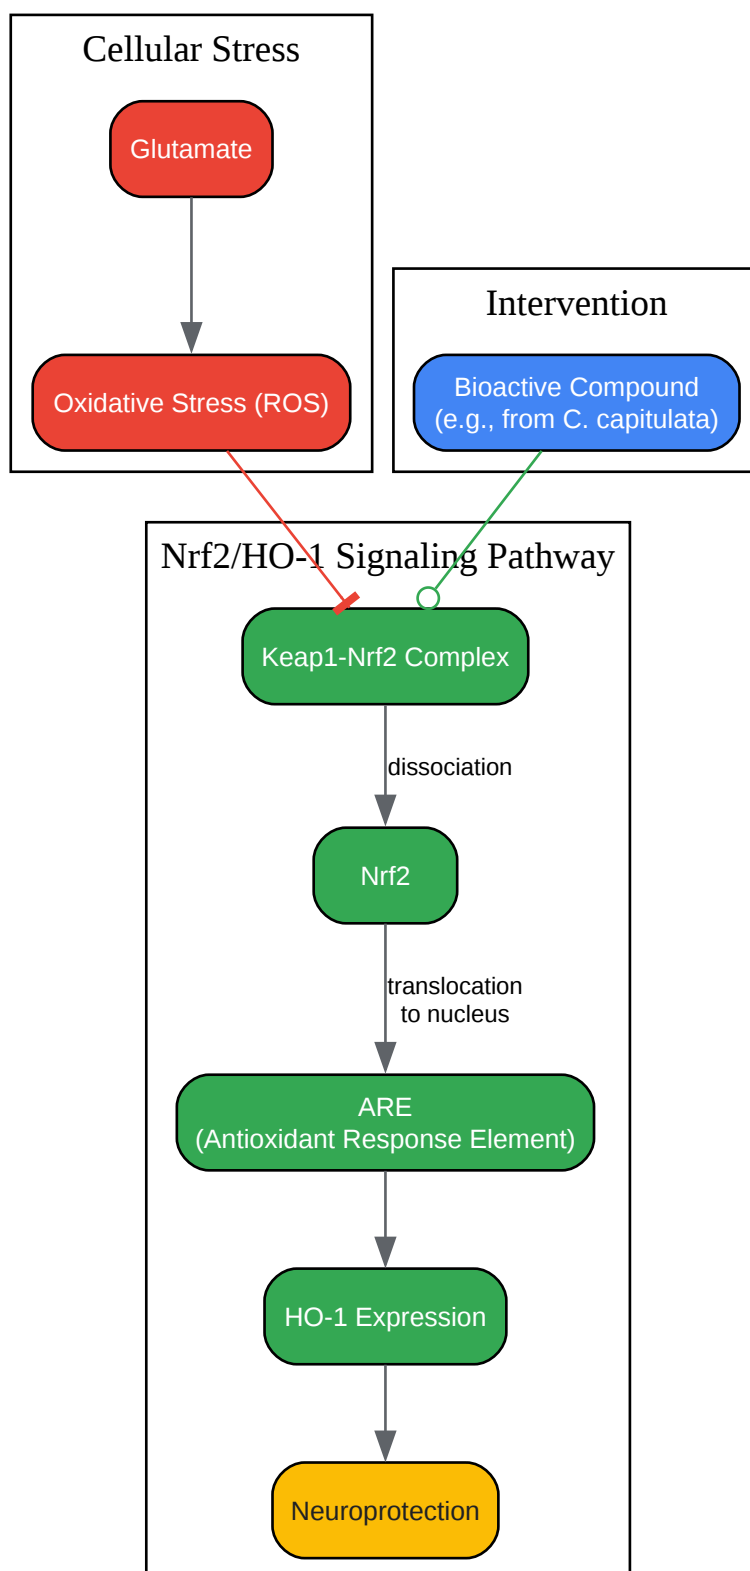 Cellular Stress
Glutamate
Oxidative Stress (ROS)
Intervention
Bioactive Compound
(e.g., from C. capitulata)
Nrf2/HO-1 Signaling Pathway
Keap1-Nrf2 Complex
dissociation
Nrf2
translocation
to nucleus
ARE
(Antioxidant Response Element)
HO-1 Expression
Neuroprotection